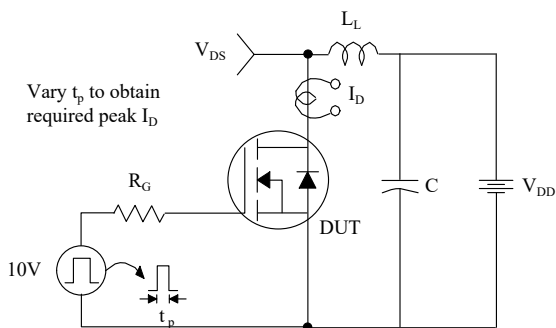 L_L
V_DS
I_D
Vary t_p to obtain
required peak I_D
R_G
C
V_DD
DUT
10V
t_p